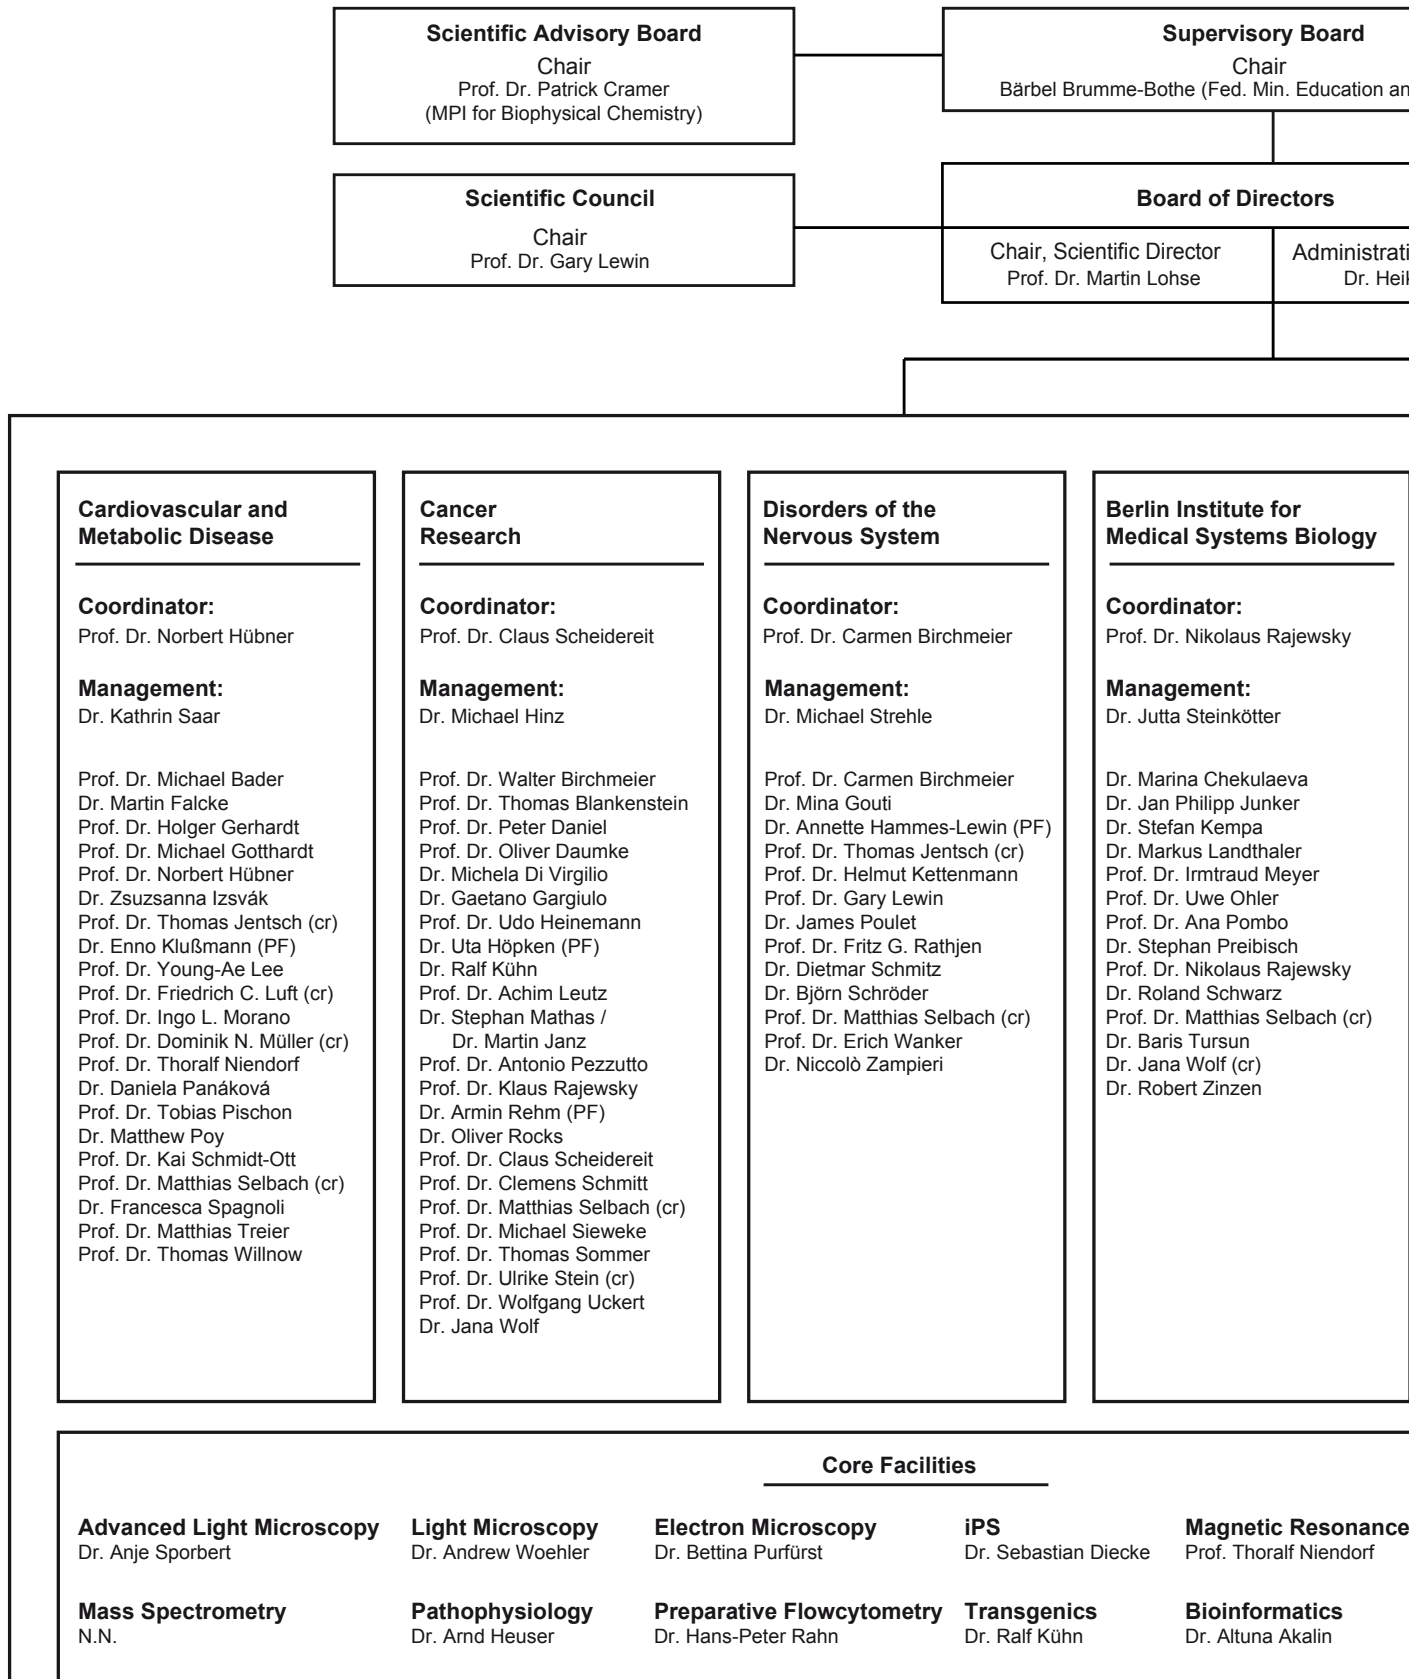 Scientific Advisory Board
Chair
Prof. Dr. Patrick Cramer
(MPI for Biophysical Chemistry)
Supervisory Board
Chair
Bärbel Brumme-Bothe (Fed. Min. Education an
Scientific Council
Chair
Prof. Dr. Gary Lewin
Board of Directors
Chair, Scientific Director
Prof. Dr. Martin Lohse
Administrati
Dr. Heik
Cardiovascular and
Metabolic Disease
Coordinator:
Prof. Dr. Norbert Hübner
Management:
Dr. Kathrin Saar
Prof. Dr. Michael Bader
Dr. Martin Falcke
Prof. Dr. Holger Gerhardt
Prof. Dr. Michael Gotthardt
Prof. Dr. Norbert Hübner
Dr. Zsuzsanna Izsvák
Prof. Dr. Thomas Jentsch (cr)
Dr. Enno Klußmann (PF)
Prof. Dr. Young-Ae Lee
Prof. Dr. Friedrich C. Luft (cr)
Prof. Dr. Ingo L. Morano
Prof. Dr. Dominik N. Müller (cr)
Prof. Dr. Thoralf Niendorf
Dr. Daniela Panáková
Prof. Dr. Tobias Pischon
Dr. Matthew Poy
Prof. Dr. Kai Schmidt-Ott
Prof. Dr. Matthias Selbach (cr)
Dr. Francesca Spagnoli
Prof. Dr. Matthias Treier
Prof. Dr. Thomas Willnow
Cancer
Research
Coordinator:
Prof. Dr. Claus Scheidereit
Management:
Dr. Michael Hinz
Prof. Dr. Walter Birchmeier
Prof. Dr. Thomas Blankenstein
Prof. Dr. Peter Daniel
Prof. Dr. Oliver Daumke
Dr. Michela Di Virgilio
Dr. Gaetano Gargiulo
Prof. Dr. Udo Heinemann
Dr. Uta Höpken (PF)
Dr. Ralf Kühn
Prof. Dr. Achim Leutz
Dr. Stephan Mathas /
Dr. Martin Janz
Prof. Dr. Antonio Pezzutto
Prof. Dr. Klaus Rajewsky
Dr. Armin Rehm (PF)
Dr. Oliver Rocks
Prof. Dr. Claus Scheidereit
Prof. Dr. Clemens Schmitt
Prof. Dr. Matthias Selbach (cr)
Prof. Dr. Michael Sieweke
Prof. Dr. Thomas Sommer
Prof. Dr. Ulrike Stein (cr)
Prof. Dr. Wolfgang Uckert
Dr. Jana Wolf
Disorders of the
Nervous System
Coordinator:
Prof. Dr. Carmen Birchmeier
Management:
Dr. Michael Strehle
Prof. Dr. Carmen Birchmeier
Dr. Mina Gouti
Dr. Annette Hammes-Lewin (PF)
Prof. Dr. Thomas Jentsch (cr)
Prof. Dr. Helmut Kettenmann
Prof. Dr. Gary Lewin
Dr. James Poulet
Prof. Dr. Fritz G. Rathjen
Dr. Dietmar Schmitz
Dr. Björn Schröder
Prof. Dr. Matthias Selbach (cr)
Prof. Dr. Erich Wanker
Dr. Niccolò Zampieri
Berlin Institute for
Medical Systems Biology
Coordinator:
Prof. Dr. Nikolaus Rajewsky
Management:
Dr. Jutta Steinkötter
Dr. Marina Chekulaeva
Dr. Jan Philipp Junker
Dr. Stefan Kempa
Dr. Markus Landthaler
Prof. Dr. Irmtraud Meyer
Prof. Dr. Uwe Ohler
Prof. Dr. Ana Pombo
Dr. Stephan Preibisch
Prof. Dr. Nikolaus Rajewsky
Dr. Roland Schwarz
Prof. Dr. Matthias Selbach (cr)
Dr. Baris Tursun
Dr. Jana Wolf (cr)
Dr. Robert Zinzen
Core Facilities
Advanced Light Microscopy
Dr. Anje Sporbert
Light Microscopy
Dr. Andrew Woehler
Electron Microscopy
Dr. Bettina Purfürst
iPS
Dr. Sebastian Diecke
Magnetic Resonance
Prof. Thoralf Niendorf
Mass Spectrometry
N.N.
Pathophysiology
Dr. Arnd Heuser
Preparative Flowcytometry
Dr. Hans-Peter Rahn
Transgenics
Dr. Ralf Kühn
Bioinformatics
Dr. Altuna Akalin